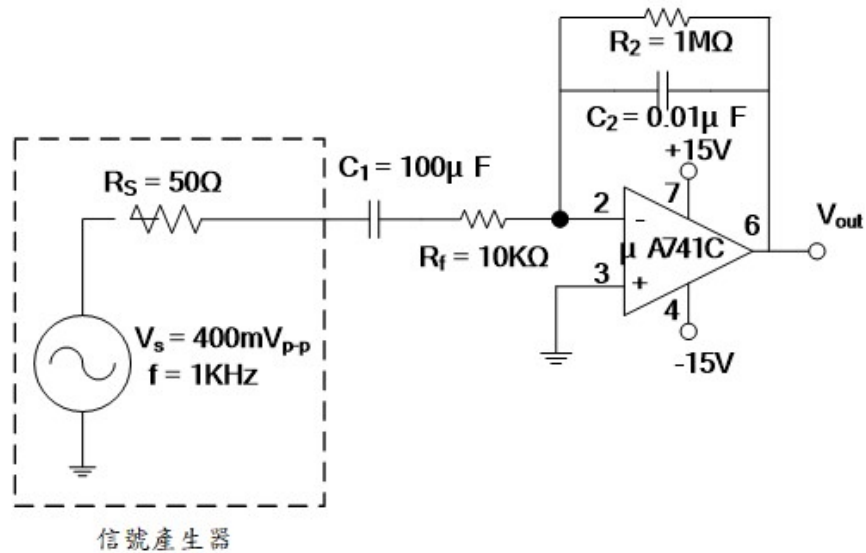 R2 = 1MΩ
C2 = 0.01μ F
+15V
RS = 50Ω
C1 = 100μ F
7
2
-
6
Vout
Rf = 10KΩ
μ A741C
3
+
4
Vs = 400mVp-p
f = 1KHz
-15V
信號產生器